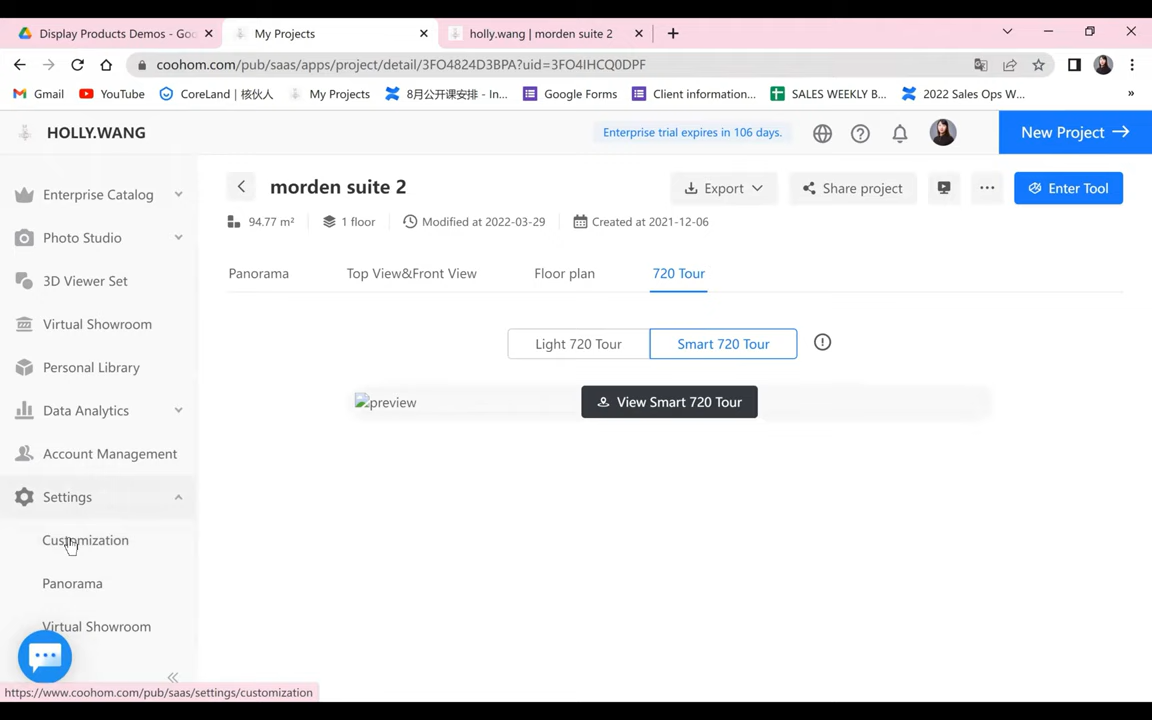 Display Products Demos - Goo
My Projects
holly.wang | morden suite 2
coohom.com/pub/saas/apps/project/detail/3FO4824D3BPA?uid=3FO4IHCQ0DPF
Gmail
YouTube
CoreLand | 核伙人
My Projects
8月公开课安排 - In...
Google Forms
Client information...
SALES WEEKLY B...
2022 Sales Ops W...
»
HOLLY.WANG
Enterprise trial expires in 106 days.
New Project →
Enterprise Catalog
Photo Studio
3D Viewer Set
Virtual Showroom
Personal Library
Data Analytics
Account Management
Settings
Customization
Panorama
Virtual Showroom
morden suite 2
Export
Share project
Enter Tool
94.77 m²
1 floor
Modified at 2022-03-29
Created at 2021-12-06
Panorama
Top View&Front View
Floor plan
720 Tour
Light 720 Tour
Smart 720 Tour
preview
View Smart 720 Tour
https://www.coohom.com/pub/saas/settings/customization